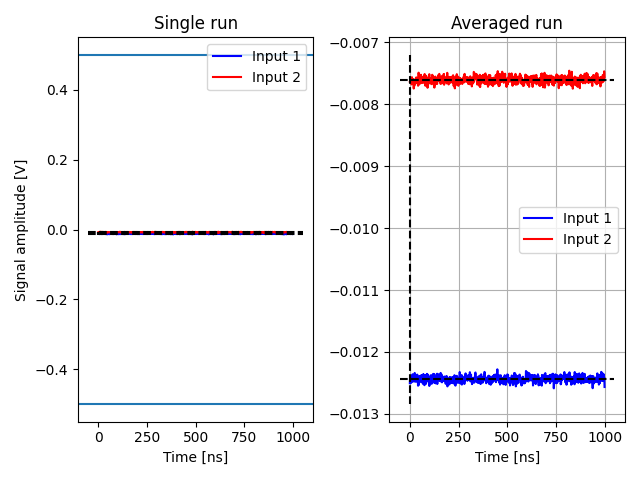 Single run
Averaged run
Signal amplitude [V]
0.4
0.2
0.0
−0.2
−0.4
Input 1
Input 2
0
250
500
750
1000
Time [ns]
−0.007
−0.008
−0.009
−0.010
−0.011
−0.012
−0.013
Input 1
Input 2
0
250
500
750
1000
Time [ns]